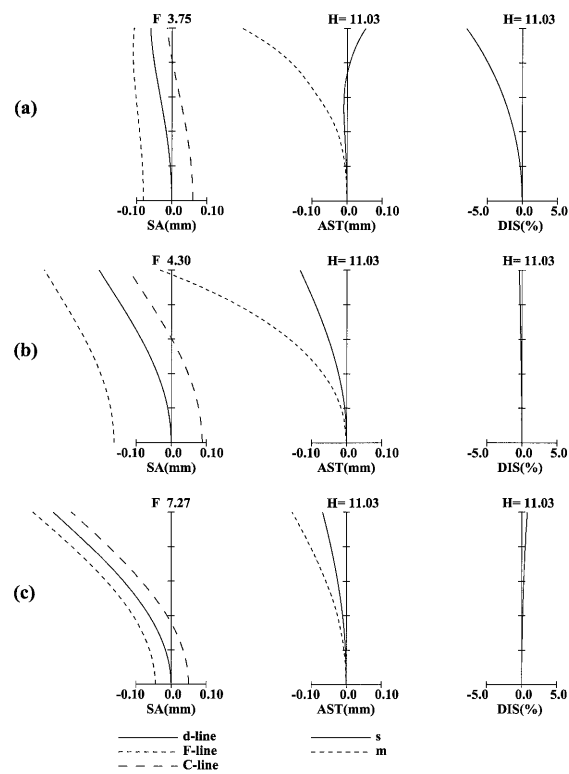 F 3.75 H= 11.03 H= 11.03
(a)
-0.10 0.0 0.10 -0.10 0.0 0.10 -5.0 0.0 5.0
SA(mm) AST(mm) DIS(%)
F 4.30 H= 11.03 H= 11.03
(b)
-0.10 0.0 0.10 -0.10 0.0 0.10 -5.0 0.0 5.0
SA(mm) AST(mm) DIS(%)
F 7.27 H= 11.03 H= 11.03
(c)
-0.10 0.0 0.10 -0.10 0.0 0.10 -5.0 0.0 5.0
SA(mm) AST(mm) DIS(%)
d-line s
F-line m
C-line